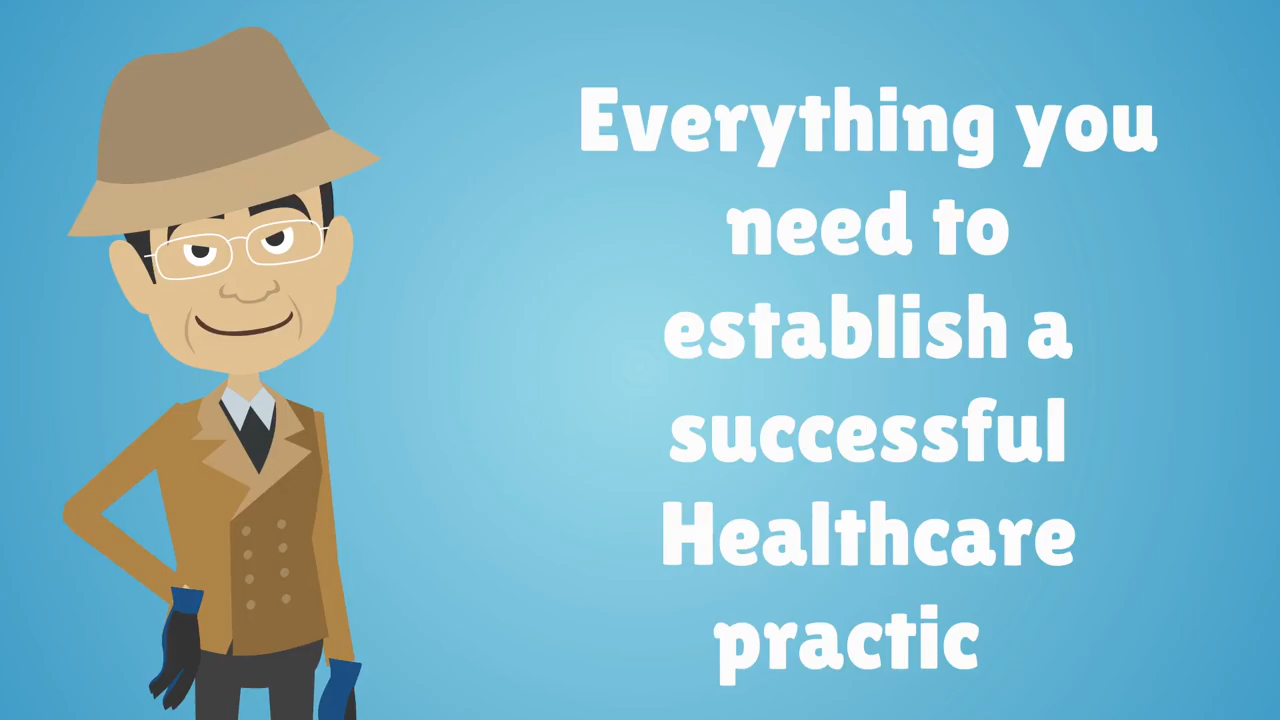 Everything you
need to
establish a
successful
Healthcare
practic